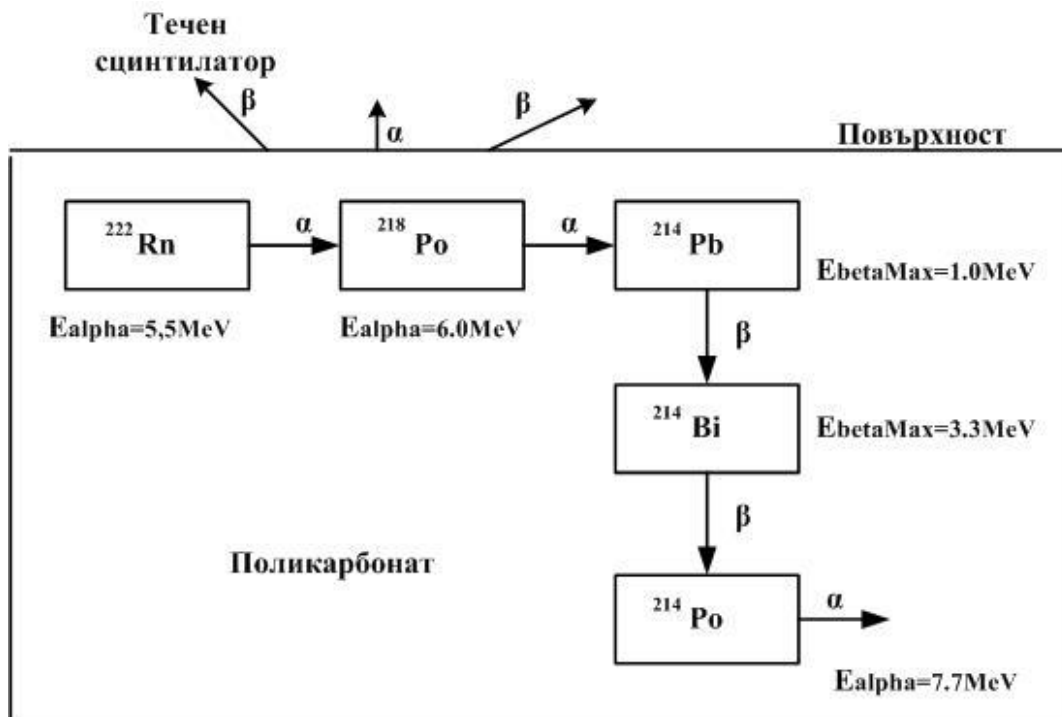 Течен
сцинтилатор
β
α
β
Повърхност
²²²Rn
α
²¹⁸Po
α
²¹⁴Pb
Ealpha=5,5MeV
Ealpha=6.0MeV
EbetaMax=1.0MeV
β
²¹⁴Bi
EbetaMax=3.3MeV
β
Поликарбонат
²¹⁴Po
α
Ealpha=7.7MeV